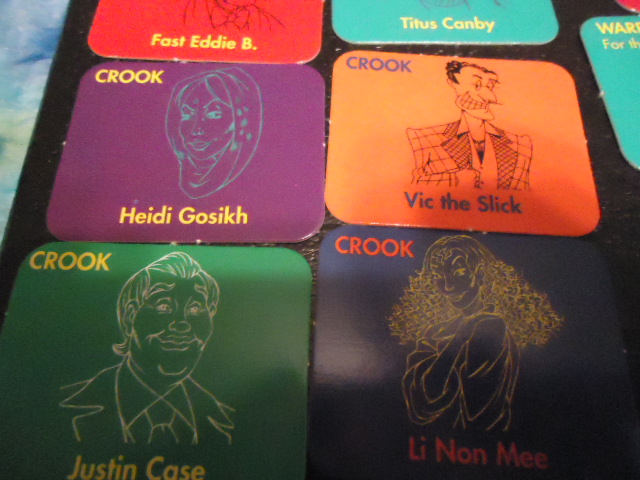 Fast Eddie B.
Titus Canby
WARR
For th
CROOK
Heidi Gosikh
CROOK
Vic the Slick
CROOK
Justin Case
CROOK
Li Non Mee